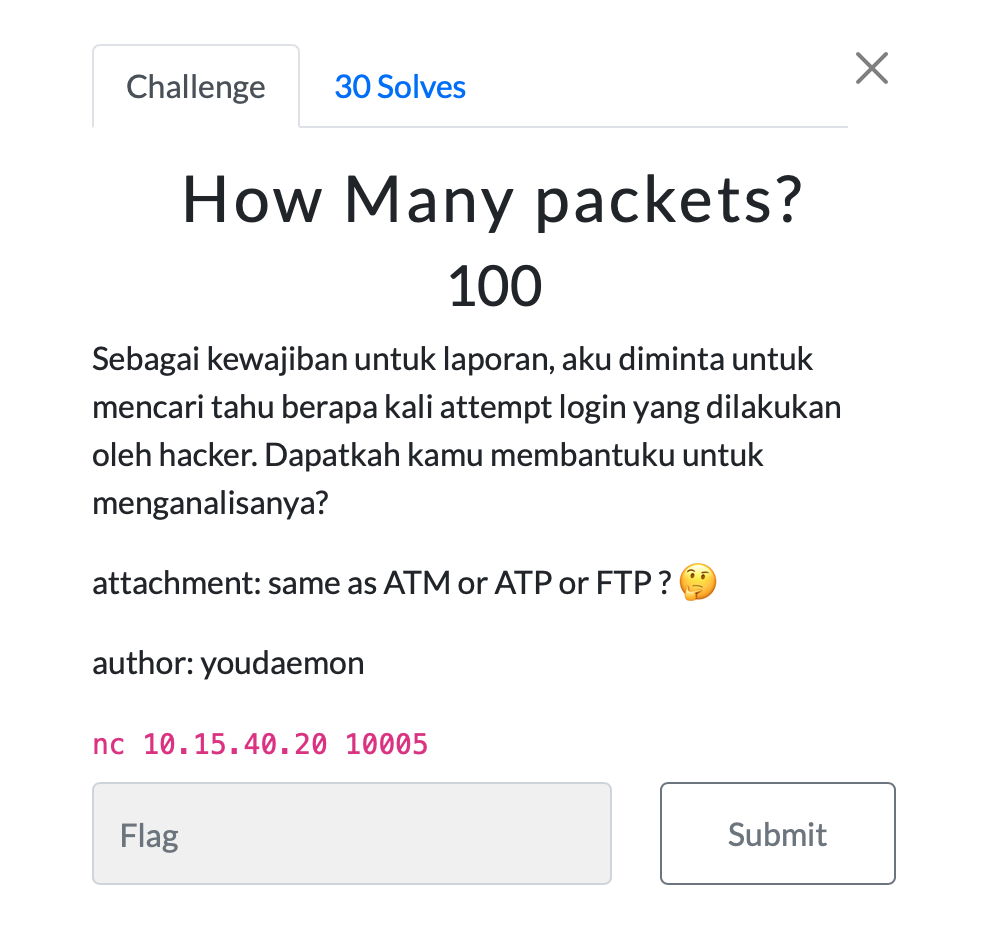 Challenge
30 Solves
How Many packets?
100
Sebagai kewajiban untuk laporan, aku diminta untuk
mencari tahu berapa kali attempt login yang dilakukan
oleh hacker. Dapatkah kamu membantuku untuk
menganalisanya?
attachment: same as ATM or ATP or FTP ? 🤔
author: youdaemon
nc 10.15.40.20 10005
Flag
Submit